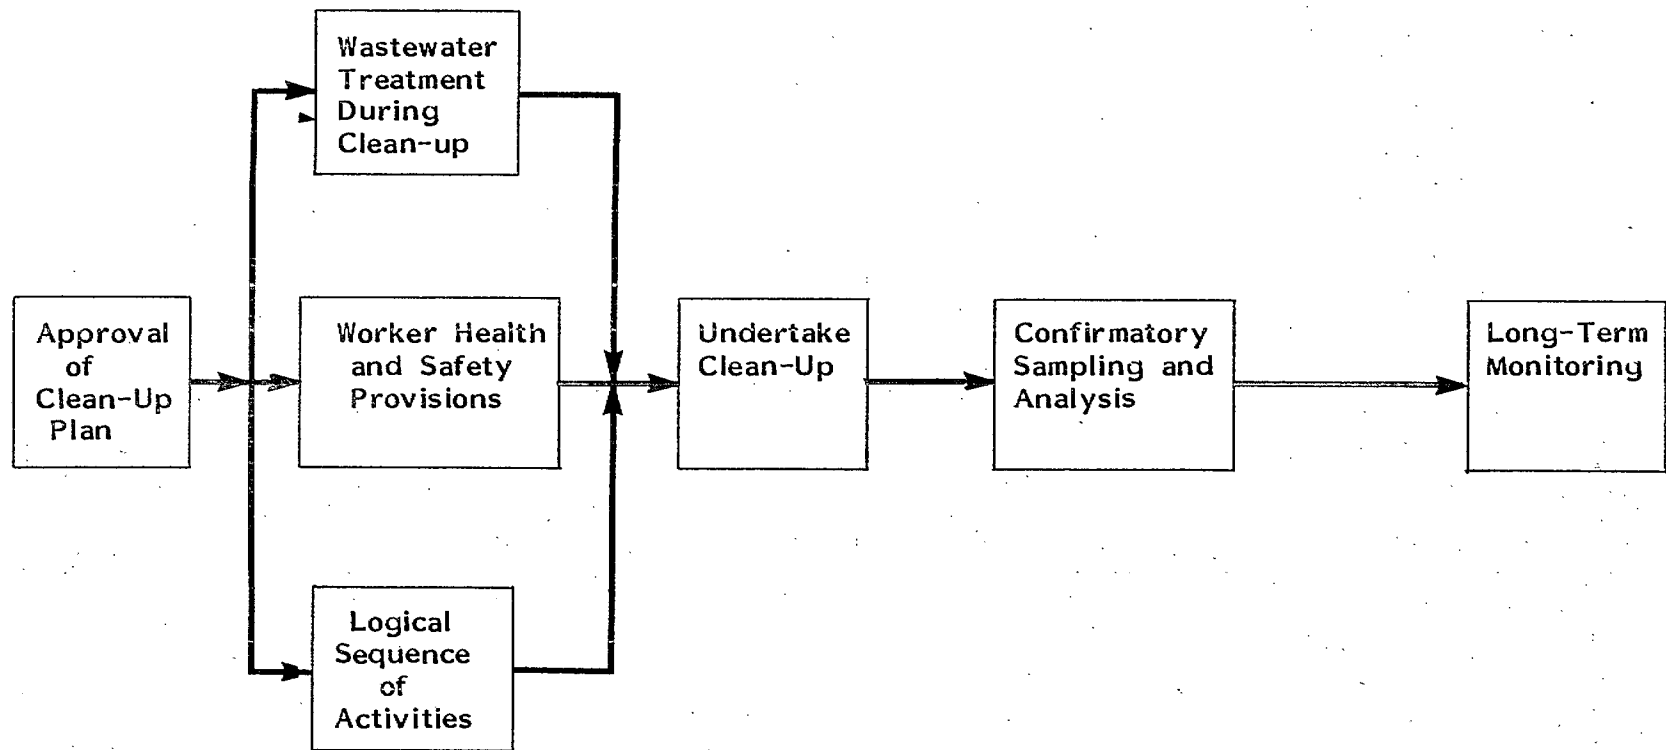 Wastewater
Treatment
During
Clean-up
Approval
of
Clean-Up
Plan
Worker Health
and Safety
Provisions
Undertake
Clean-Up
Confirmatory
Sampling and
Analysis
Long-Term
Monitoring
Logical
Sequence
of
Activities